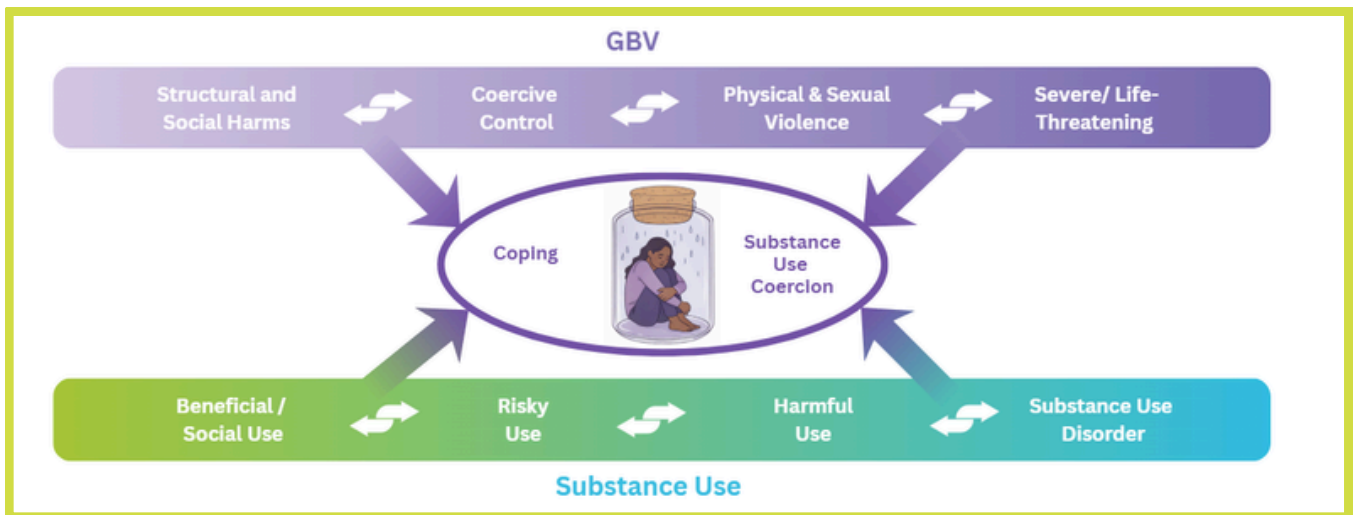 GBV
Structural and
Social Harms
Coercive
Control
Physical & Sexual
Violence
Severe/ Life-
Threatening
Coping
Substance
Use
Coercion
Beneficial /
Social Use
Risky
Use
Harmful
Use
Substance Use
Disorder
Substance Use